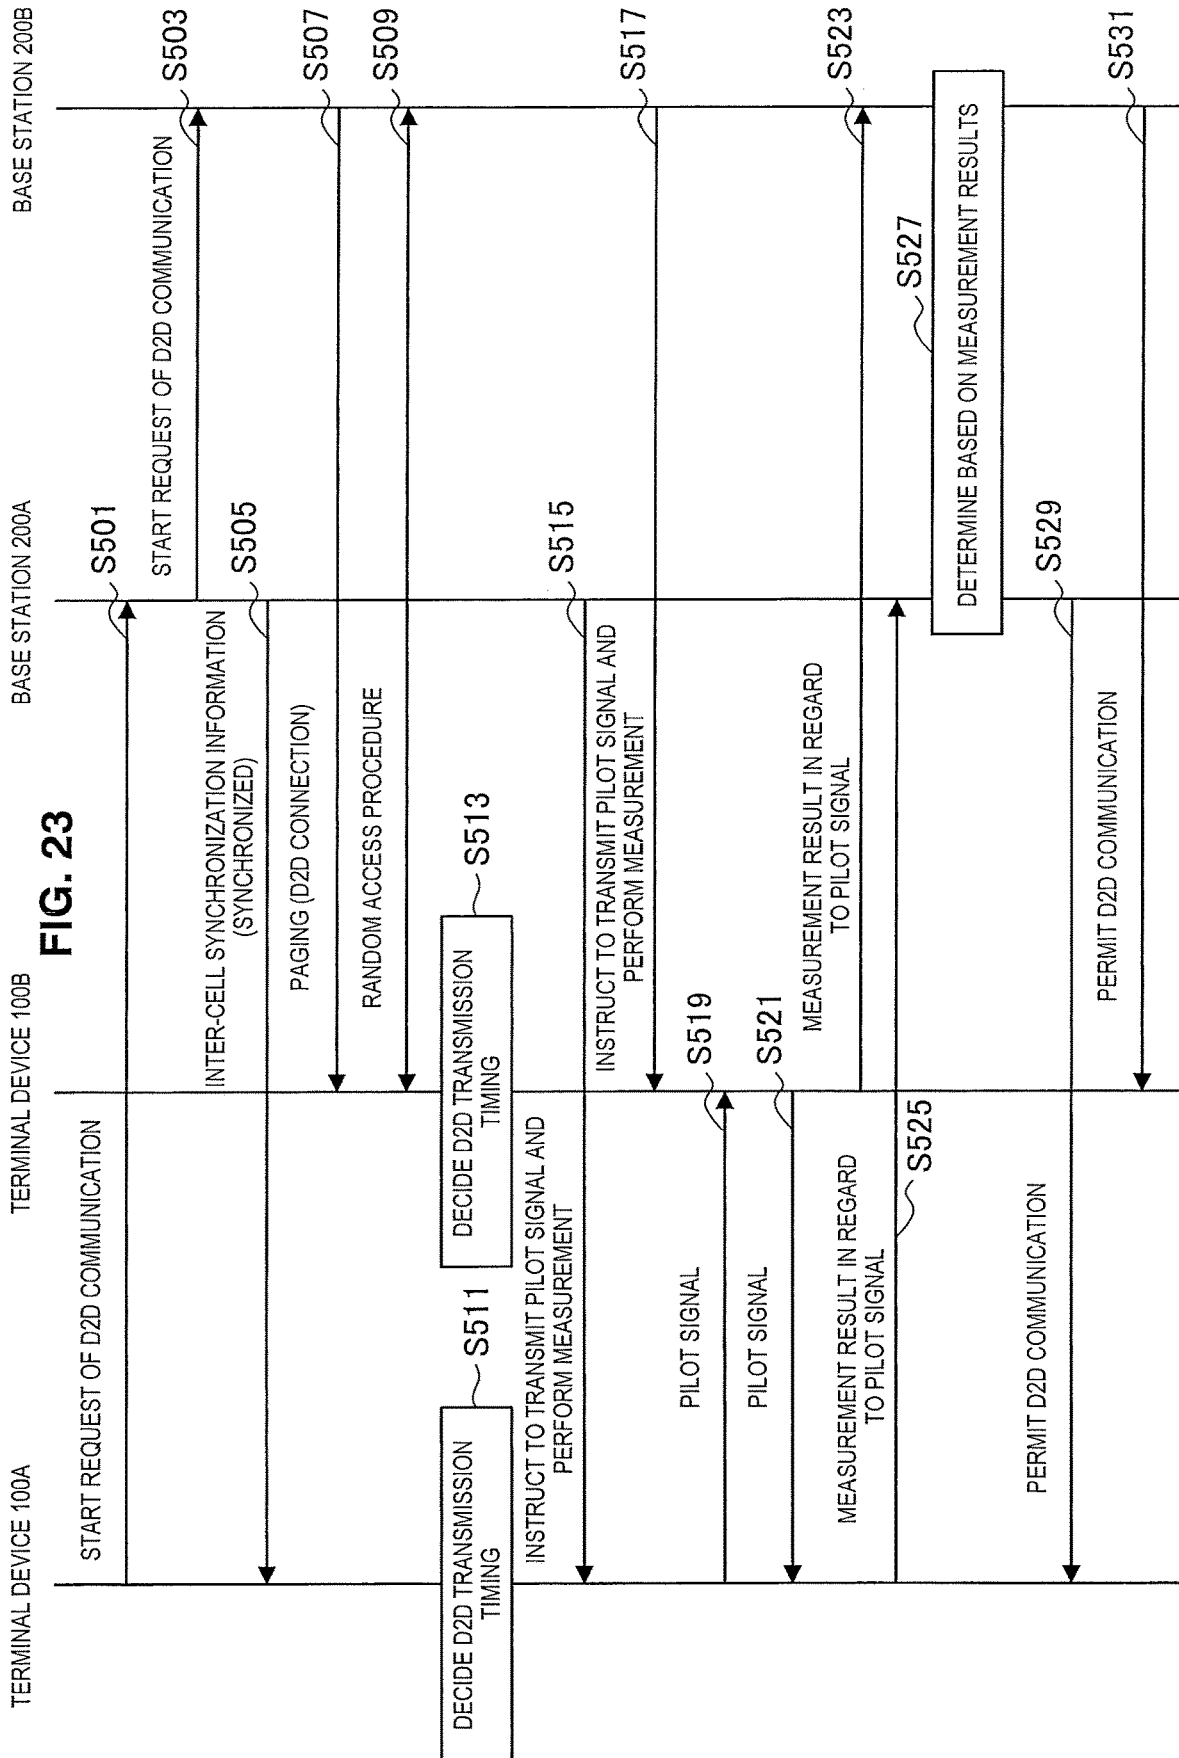 FIG. 23
TERMINAL DEVICE 100A
TERMINAL DEVICE 100B
BASE STATION 200A
BASE STATION 200B
START REQUEST OF D2D COMMUNICATION
S501
START REQUEST OF D2D COMMUNICATION
S503
INTER-CELL SYNCHRONIZATION INFORMATION
(SYNCHRONIZED)
S505
PAGING (D2D CONNECTION)
S507
RANDOM ACCESS PROCEDURE
S509
DECIDE D2D TRANSMISSION
TIMING
S511
DECIDE D2D TRANSMISSION
TIMING
S513
INSTRUCT TO TRANSMIT PILOT SIGNAL AND
PERFORM MEASUREMENT
S515
INSTRUCT TO TRANSMIT PILOT SIGNAL AND
PERFORM MEASUREMENT
S517
PILOT SIGNAL
S519
PILOT SIGNAL
S521
MEASUREMENT RESULT IN REGARD
TO PILOT SIGNAL
S523
MEASUREMENT RESULT IN REGARD
TO PILOT SIGNAL
S525
S527
DETERMINE BASED ON MEASUREMENT RESULTS
PERMIT D2D COMMUNICATION
S529
PERMIT D2D COMMUNICATION
S531